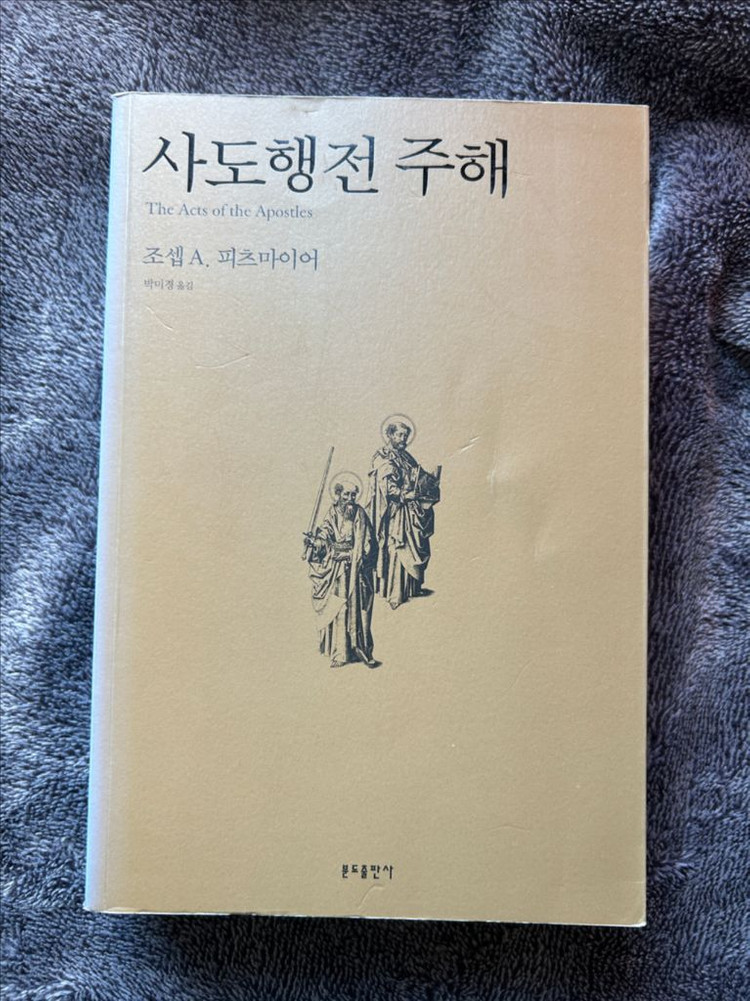 사도행전 주해
The Acts of the Apostles
조셉 A. 피츠마이어
박미경 옮김
분도출판사